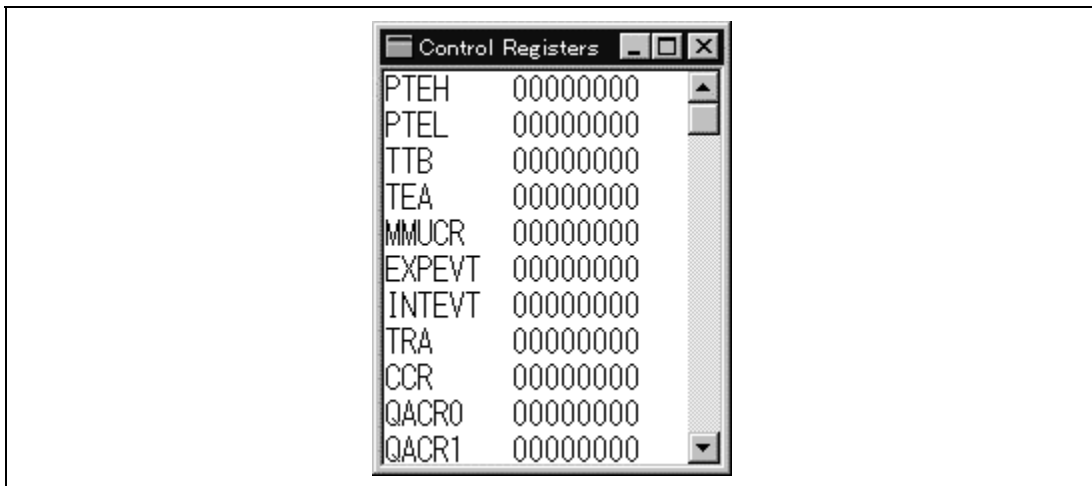 Control Registers
PTEH 00000000
PTEL 00000000
TTB 00000000
TEA 00000000
MMUCR 00000000
EXPEVT 00000000
INTEVT 00000000
TRA 00000000
CCR 00000000
QACR0 00000000
QACR1 00000000